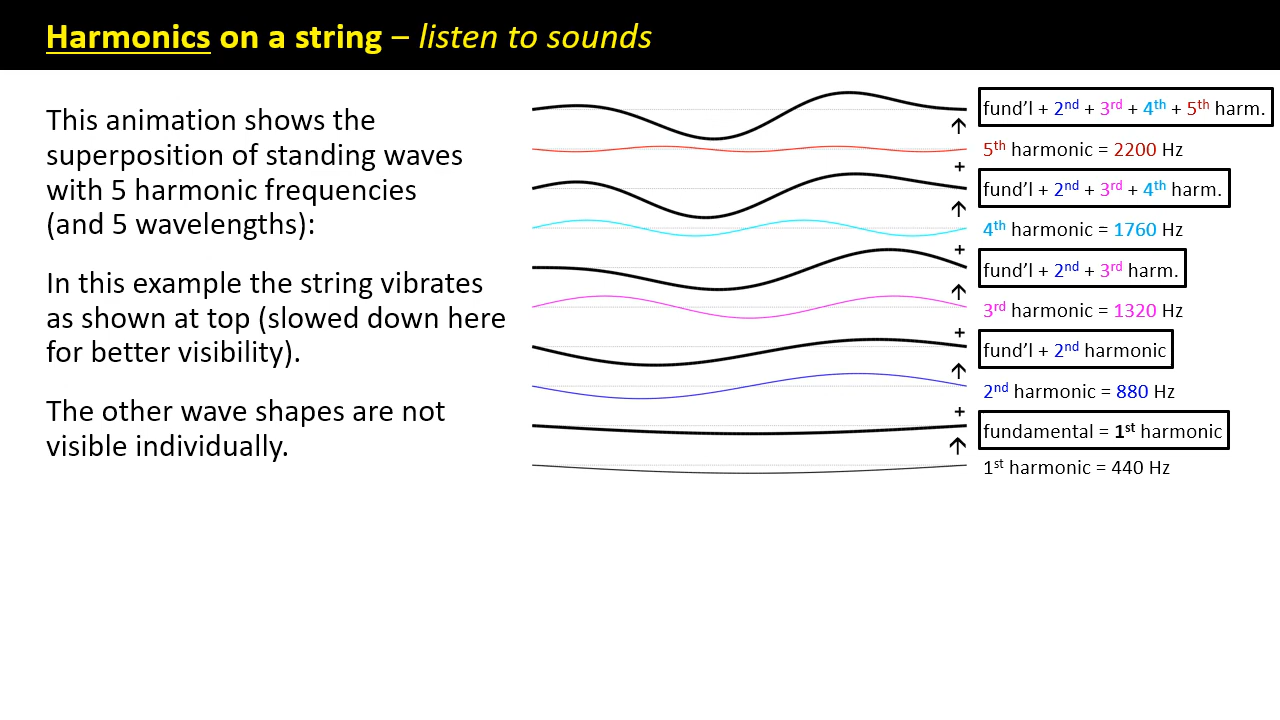 Harmonics on a string – listen to sounds
This animation shows the
superposition of standing waves
with 5 harmonic frequencies
(and 5 wavelengths):
In this example the string vibrates
as shown at top (slowed down here
for better visibility).
The other wave shapes are not
visible individually.
fund’l + 2nd + 3rd + 4th + 5th harm.
5th harmonic = 2200 Hz
+
fund’l + 2nd + 3rd + 4th harm.
4th harmonic = 1760 Hz
+
fund’l + 2nd + 3rd harm.
3rd harmonic = 1320 Hz
+
fund’l + 2nd harmonic
2nd harmonic = 880 Hz
+
fundamental = 1st harmonic
1st harmonic = 440 Hz